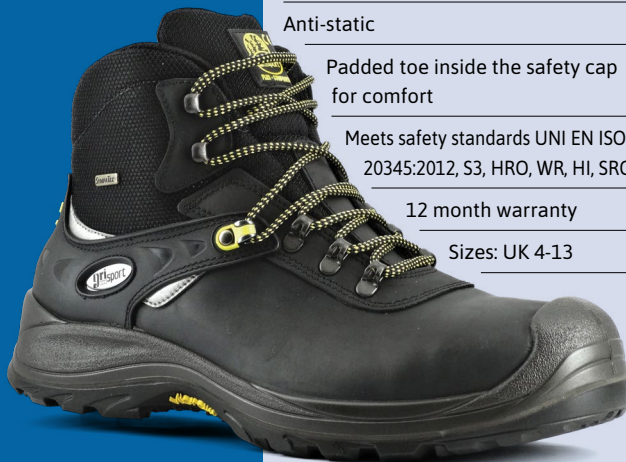 Anti-static
Padded toe inside the safety cap
for comfort
Meets safety standards UNI EN ISO
20345:2012, S3, HRO, WR, HI, SRC
12 month warranty
Sizes: UK 4-13
grisport